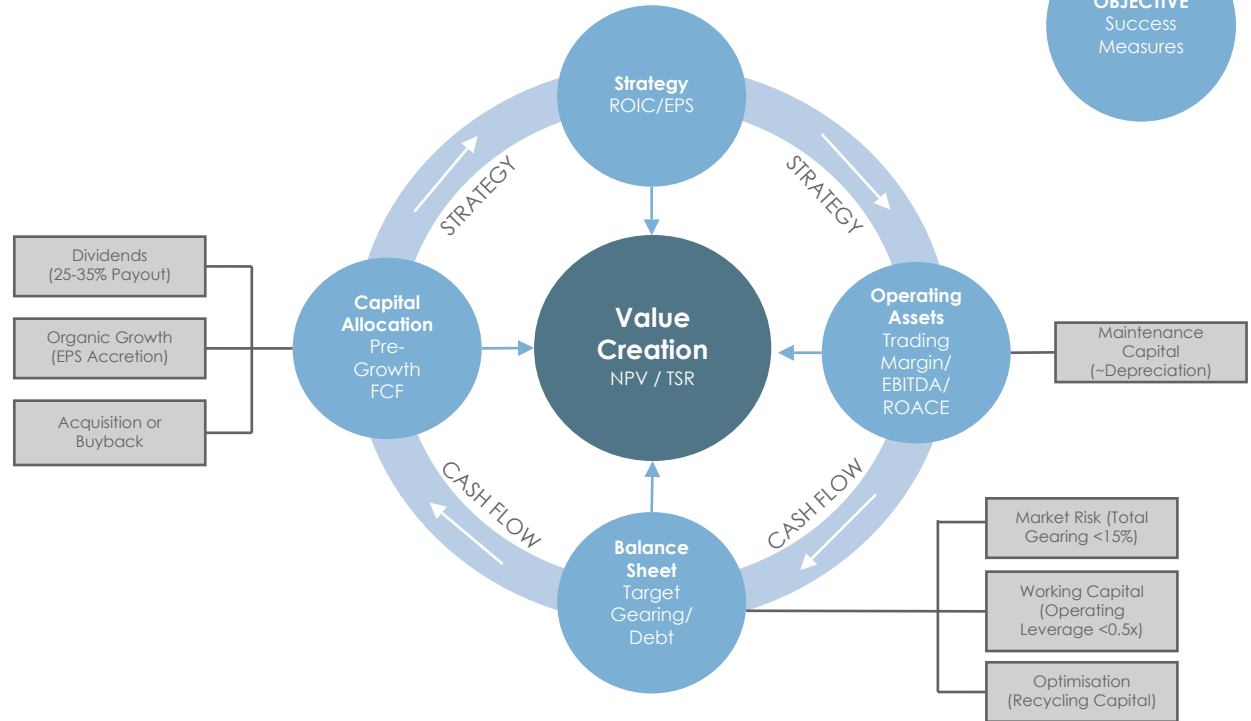 OBJECTIVE
Success
Measures
Strategy
ROIC/EPS
STRATEGY
STRATEGY
Dividends
(25-35% Payout)
Organic Growth
(EPS Accretion)
Acquisition or
Buyback
Capital
Allocation
Pre-
Growth
FCF
Value
Creation
NPV / TSR
Operating
Assets
Trading
Margin/
EBITDA/
ROACE
Maintenance
Capital
(~Depreciation)
CASH FLOW
CASH FLOW
Balance
Sheet
Target
Gearing/
Debt
Market Risk (Total
Gearing <15%)
Working Capital
(Operating
Leverage <0.5x)
Optimisation
(Recycling Capital)